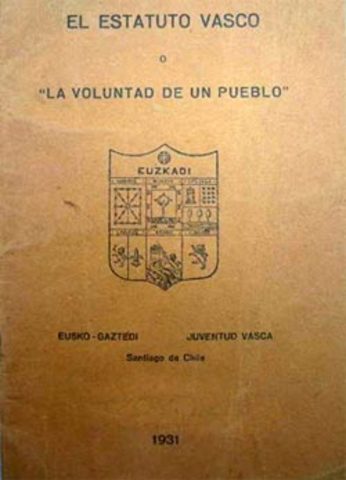 EL ESTATUTO VASCO
O
"LA VOLUNTAD DE UN PUEBLO"
EUZKADI
EUSKO-GAZTEDI JUVENTUD VASCA
Santiago de Chile
1931